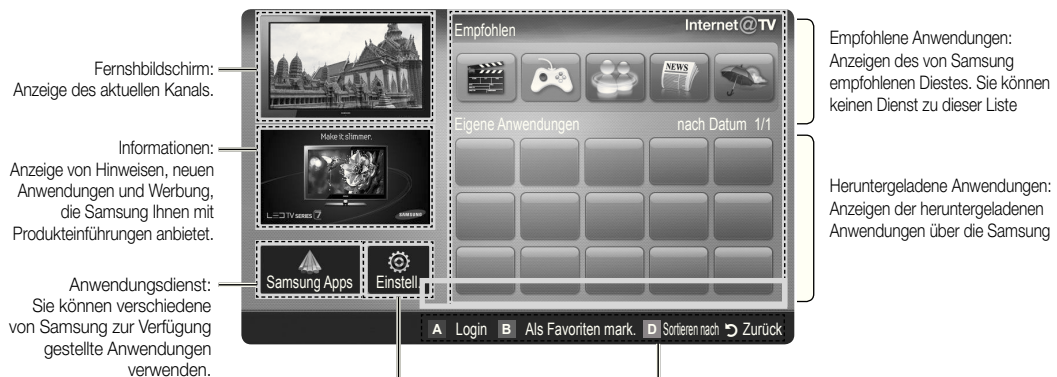 Fernshbildschirm:
Anzeige des aktuellen Kanals.
Informationen:
Anzeige von Hinweisen, neuen
Anwendungen und Werbung,
die Samsung Ihnen mit
Produkteinführungen anbietet.
Anwendungsdienst:
Sie können verschiedene
von Samsung zur Verfügung
gestellte Anwendungen
verwenden.
Make it slimmer.
LED TV SERIES 7
SAMSUNG
Samsung Apps
Einstell.
Empfohlen
Internet@TV
NEWS
Eigene Anwendungen nach Datum 1/1
A Login B Als Favoriten mark. D Sortieren nach Zurück
Empfohlene Anwendungen:
Anzeigen des von Samsung
empfohlenen Diestes. Sie können
keinen Dienst zu dieser Liste
Heruntergeladene Anwendungen:
Anzeigen der heruntergeladenen
Anwendungen über die Samsung